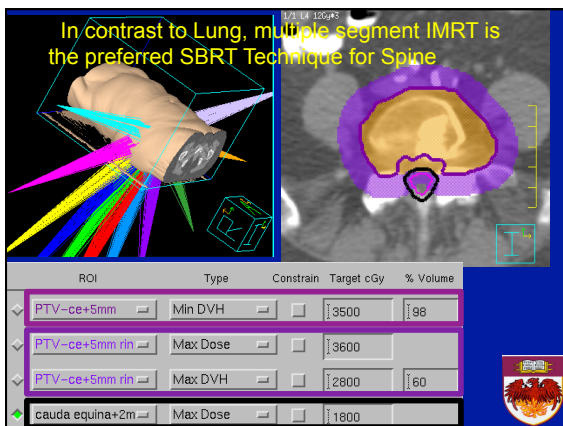 1/1 L4 12Gy*3
In contrast to Lung, multiple segment IMRT is
the preferred SBRT Technique for Spine
ROI Type Constrain Target cGy % Volume
PTV-ce+5mm Min DVH 3500 98
PTV-ce+5mm rin Max Dose 3600
PTV-ce+5mm rin Max DVH 2800 60
cauda equina+2m Max Dose 1800